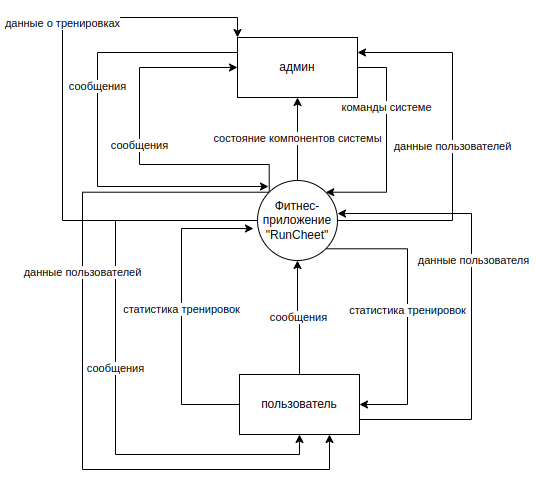 данные о тренировках
админ
сообщения
команды системе
сообщения
состояние компонентов системы
данные пользователей
Фитнес-
приложение
"RunCheet"
данные пользователя
данные пользователей
статистика тренировок
сообщения
статистика тренировок
сообщения
пользователь